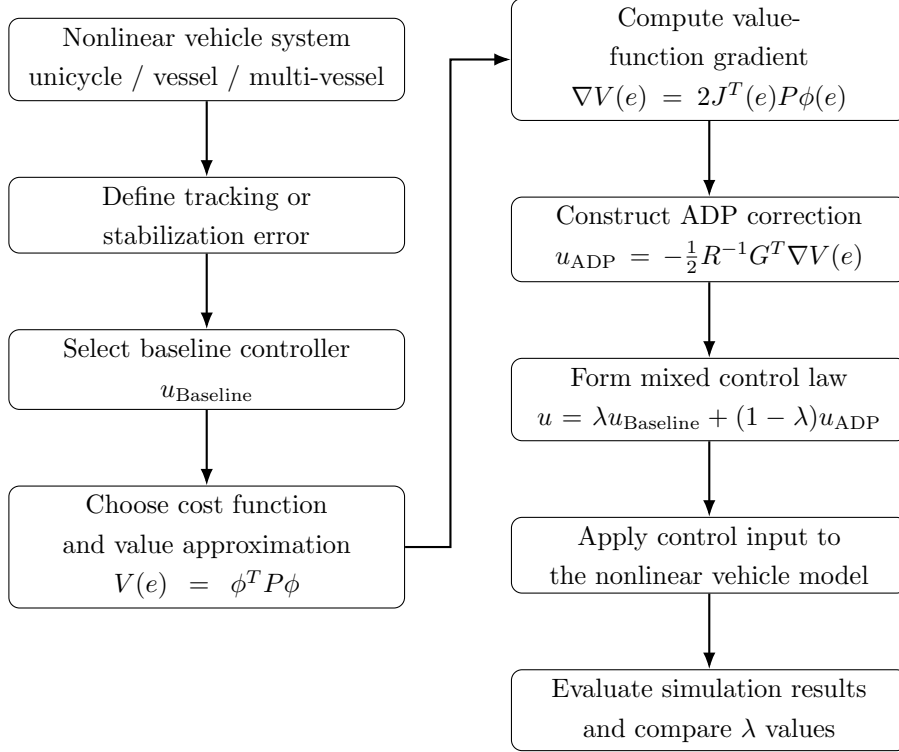 Nonlinear vehicle system
unicycle / vessel / multi-vessel
Define tracking or
stabilization error
Select baseline controller
u_Baseline
Choose cost function
and value approximation
V(e) = ϕ^T Pϕ
Compute value-
function gradient
∇V(e) = 2J^T(e)Pϕ(e)
Construct ADP correction
u_ADP = −½R^−1 G^T ∇V(e)
Form mixed control law
u = λu_Baseline + (1 − λ)u_ADP
Apply control input to
the nonlinear vehicle model
Evaluate simulation results
and compare λ values